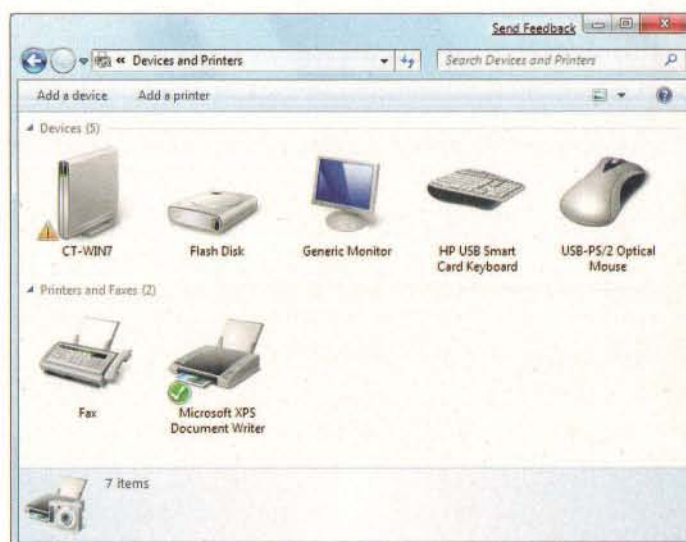 Send Feedback
« Devices and Printers
Search Devices and Printers
Add a device Add a printer
Devices (5)
CT-WIN7
Flash Disk
Generic Monitor
HP USB Smart
Card Keyboard
USB-PS/2 Optical
Mouse
Printers and Faxes (2)
Fax
Microsoft XPS
Document Writer
7 items